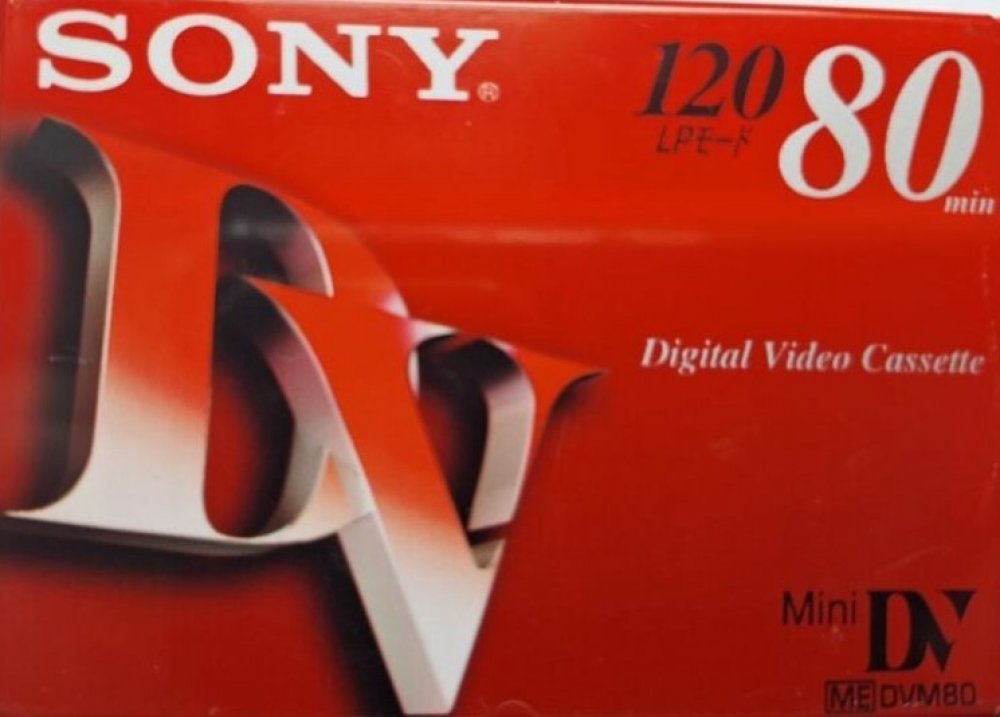 SONY®
120 80 min
LPモード
DV
Digital Video Cassette
Mini DV
ME DVM80